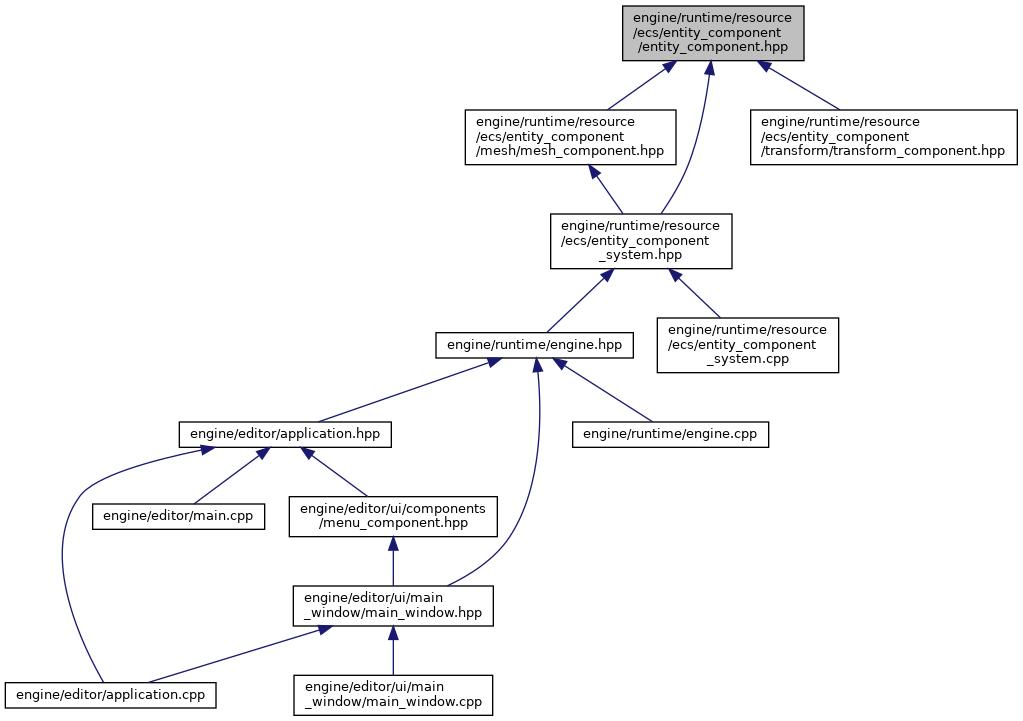 engine/runtime/resource
/ecs/entity_component
/entity_component.hpp
engine/runtime/resource
/ecs/entity_component
/mesh/mesh_component.hpp
engine/runtime/resource
/ecs/entity_component
/transform/transform_component.hpp
engine/runtime/resource
/ecs/entity_component
_system.hpp
engine/runtime/engine.hpp
engine/runtime/resource
/ecs/entity_component
_system.cpp
engine/editor/application.hpp
engine/runtime/engine.cpp
engine/editor/main.cpp
engine/editor/ui/components
/menu_component.hpp
engine/editor/ui/main
_window/main_window.hpp
engine/editor/application.cpp
engine/editor/ui/main
_window/main_window.cpp